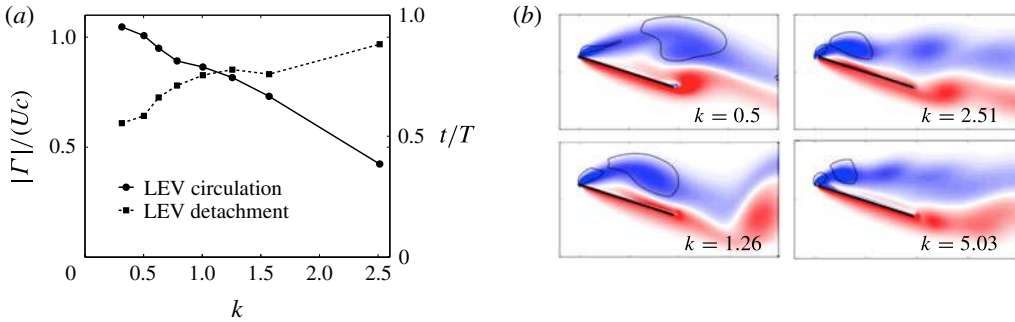 (a)
1.0
0.5
0
|Γ|/(Uc)
LEV circulation
LEV detachment
0
0.5
1.0
1.5
2.0
2.5
k
1.0
0.5
0
t/T
(b)
k = 0.5
k = 2.51
k = 1.26
k = 5.03